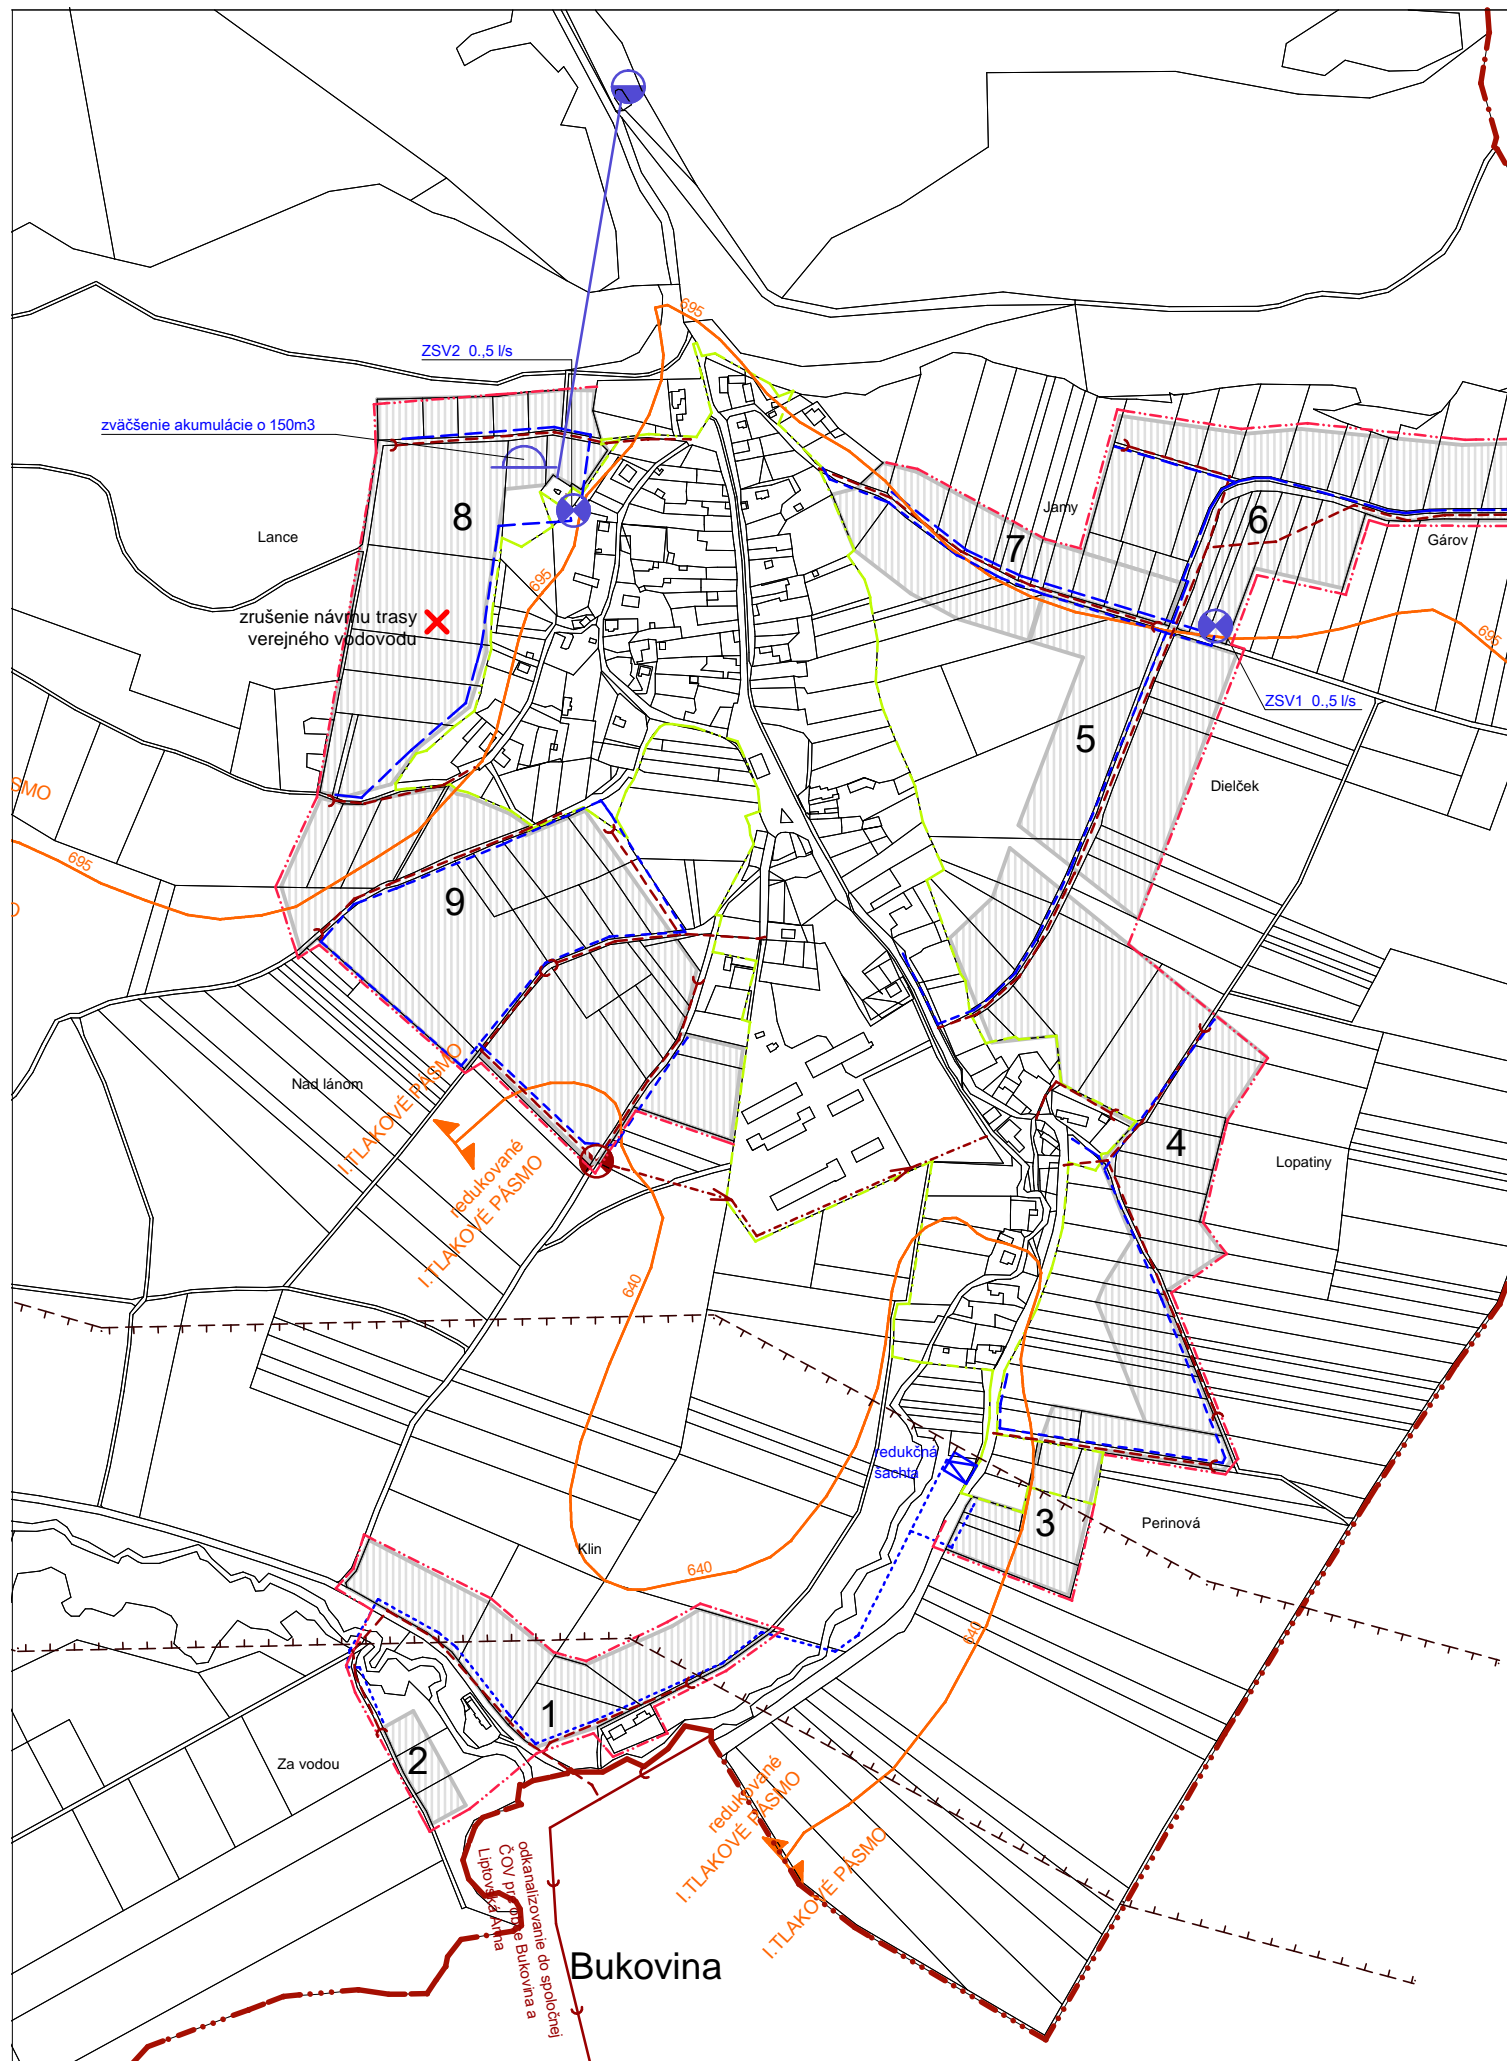 695
ZSV2 0.,5 l/s
zväčšenie akumulácie o 150m3
8
Lance
Jamy
7
6
Gárov
695
zrušenie návrhu trasy
verejného vodovodu
695
ZSV1 0.,5 l/s
5
Dielček
SMO
695
9
Nad lánom
I.TLAKOVÉ PÁSMO
redukované
I.TLAKOVÉ PÁSMO
4
Lopatiny
640
redukčná
šachta
3
Perinová
Klin
640
640
1
2
Za vodou
redukované
I.TLAKOVÉ PÁSMO
I.TLAKOVÉ PÁSMO
odkanalizovanie do spoločnej
ČOV pre obce Bukovina a
Liptovská Anna
Bukovina